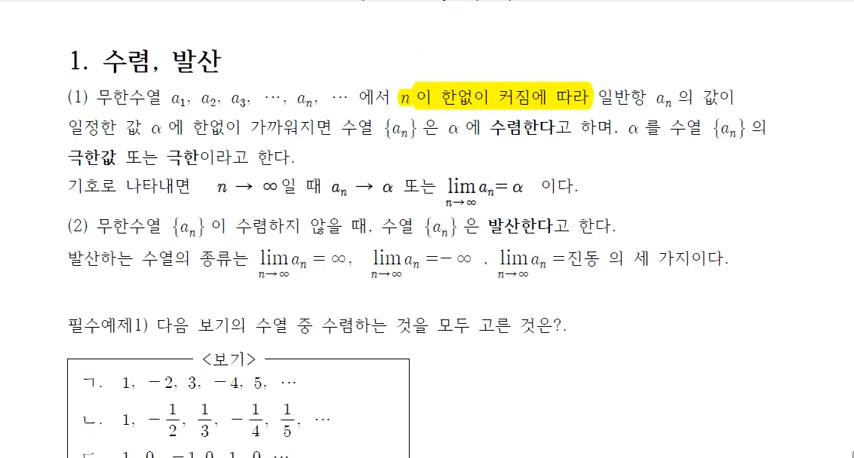 1. 수렴, 발산
(1) 무한수열 a₁, a₂, a₃, ⋯, aₙ, ⋯ 에서 n이 한없이 커짐에 따라 일반항 aₙ의 값이
일정한 값 α에 한없이 가까워지면 수열 {aₙ}은 α에 수렴한다고 하며, α를 수열 {aₙ}의
극한값 또는 극한이라고 한다.
기호로 나타내면 n → ∞일 때 aₙ → α 또는 lim_{n→∞} aₙ = α 이다.
(2) 무한수열 {aₙ}이 수렴하지 않을 때, 수열 {aₙ}은 발산한다고 한다.
발산하는 수열의 종류는 lim_{n→∞} aₙ = ∞, lim_{n→∞} aₙ = -∞ , lim_{n→∞} aₙ = 진동 의 세 가지이다.
필수예제1) 다음 보기의 수열 중 수렴하는 것을 모두 고른 것은?.
<보기>
ㄱ. 1, -2, 3, -4, 5, ⋯
ㄴ. 1, -1/2, 1/3, -1/4, 1/5, ⋯